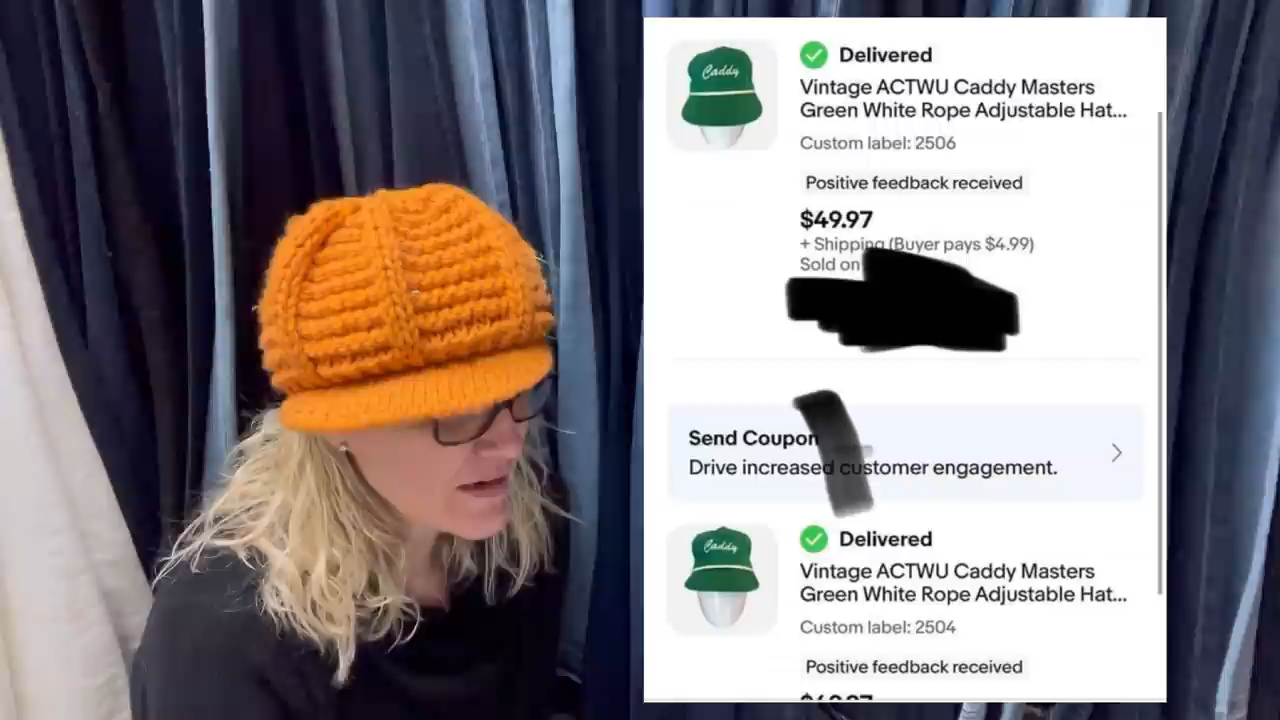 Caddy
Delivered
Vintage ACTWU Caddy Masters
Green White Rope Adjustable Hat...
Custom label: 2506
Positive feedback received
$49.97
+ Shipping (Buyer pays $4.99)
Sold on
Send Coupon
Drive increased customer engagement.
Caddy
Delivered
Vintage ACTWU Caddy Masters
Green White Rope Adjustable Hat...
Custom label: 2504
Positive feedback received